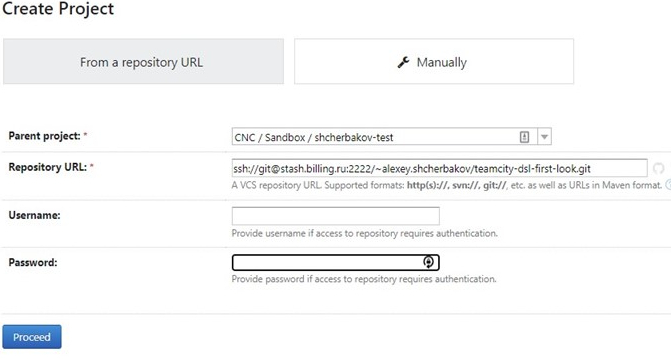 Create Project
From a repository URL
Manually
Parent project: *
CNC / Sandbox / shcherbakov-test
Repository URL: *
ssh://git@stash.billing.ru:2222/~alexey.shcherbakov/teamcity-dsl-first-look.git
A VCS repository URL. Supported formats: http(s)://, svn://, git://, etc. as well as URLs in Maven format.
Username:
Provide username if access to repository requires authentication.
Password:
Provide password if access to repository requires authentication.
Proceed